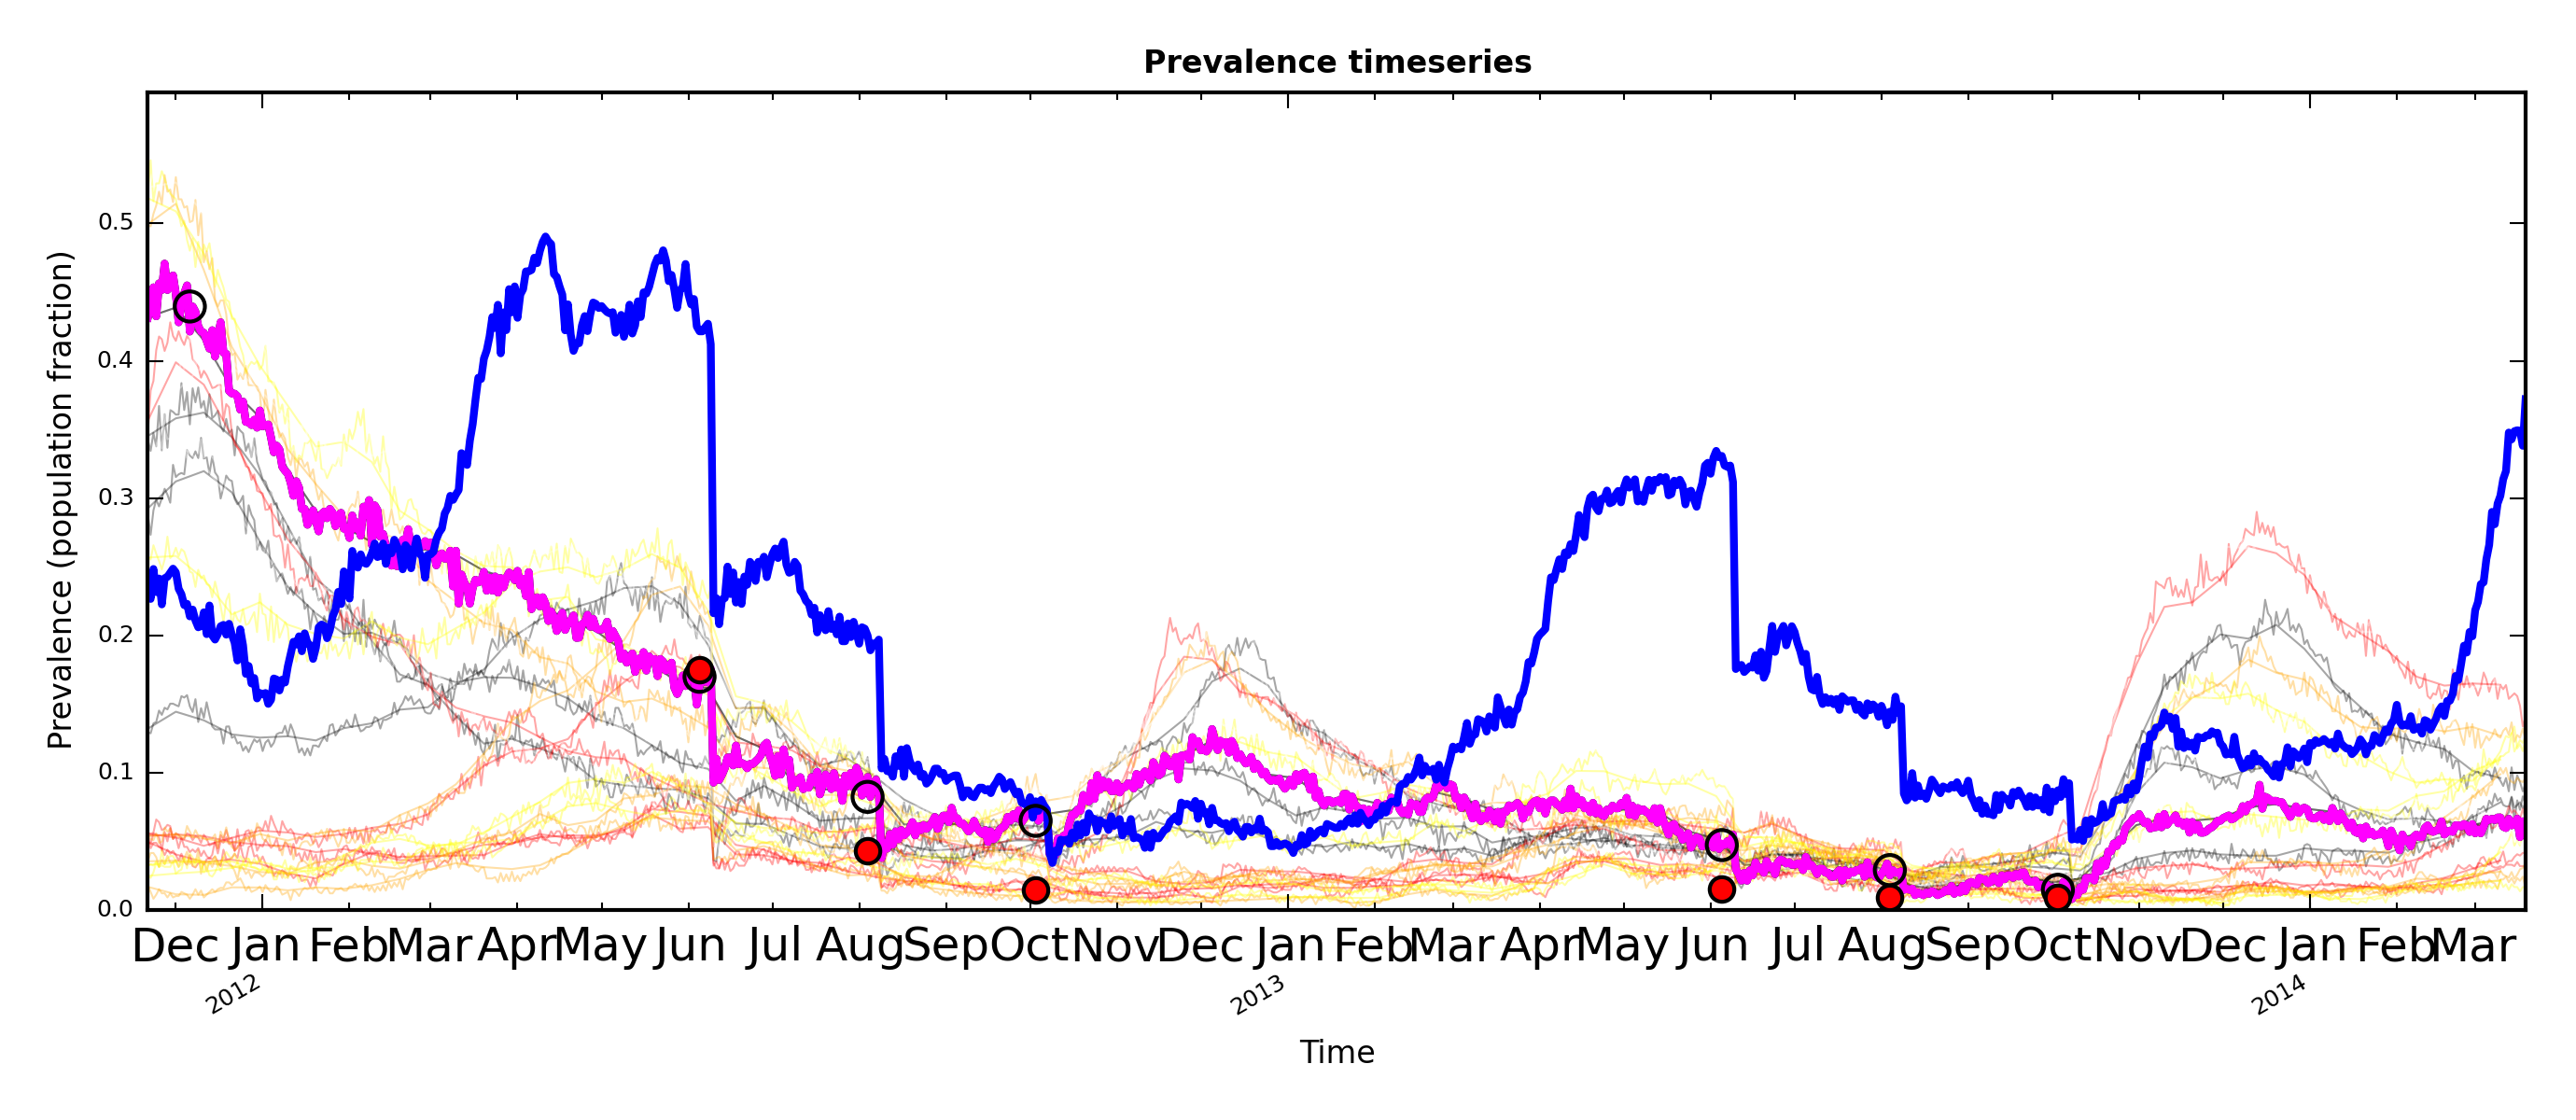 Prevalence timeseries
Prevalence (population fraction)
0.5
0.4
0.3
0.2
0.1
0.0
Dec Jan Feb Mar Apr May Jun Jul Aug Sep Oct Nov Dec Jan Feb Mar Apr May Jun Jul Aug Sep Oct Nov Dec Jan Feb Mar
2012 2013 2014
Time